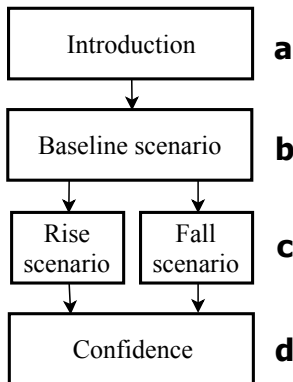 Introduction
a
Baseline scenario
b
Rise
scenario
Fall
scenario
c
Confidence
d